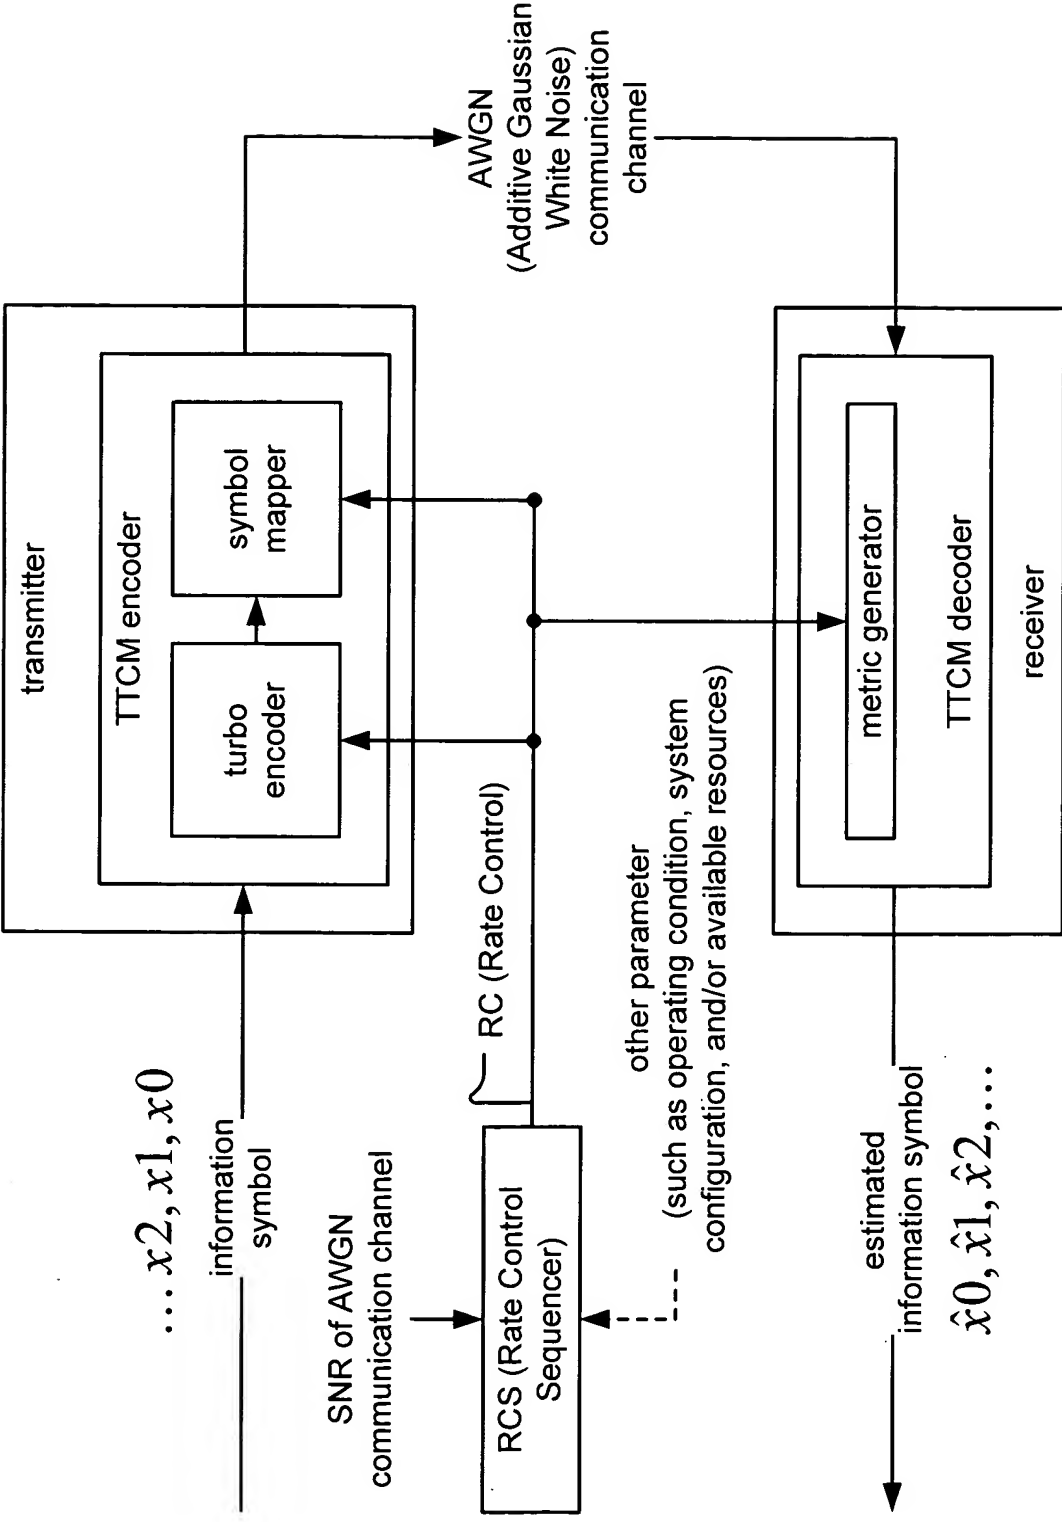 transmitter
TTCM encoder
turbo
encoder
symbol
mapper
... x2, x1, x0
information
symbol
AWGN
(Additive Gaussian
White Noise)
communication
channel
SNR of AWGN
communication channel
RC (Rate Control)
RCS (Rate Control
Sequencer)
other parameter
(such as operating condition, system
configuration, and/or available resources)
metric generator
TTCM decoder
receiver
estimated
information symbol
x̂0, x̂1, x̂2, ...